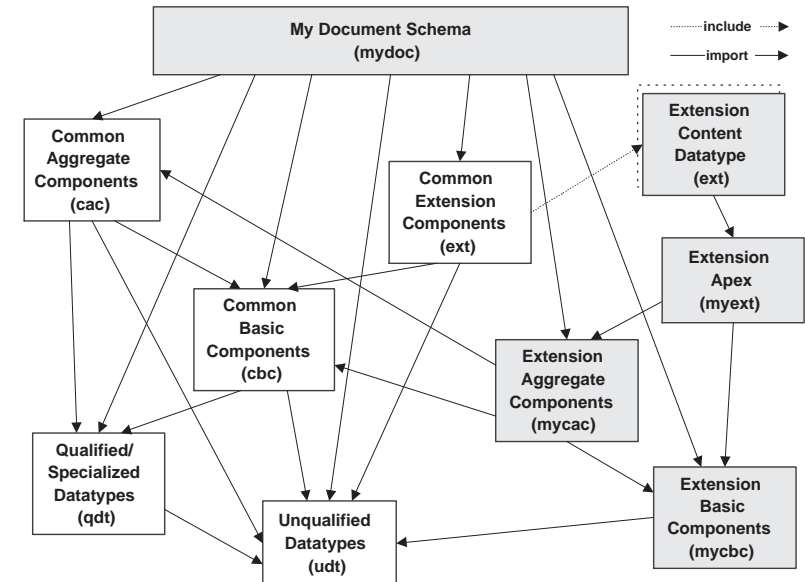 My Document Schema
(mydoc)
include
import
Extension
Content
Datatype
(ext)
Common
Aggregate
Components
(cac)
Common
Extension
Components
(ext)
Extension
Apex
(myext)
Common
Basic
Components
(cbc)
Extension
Aggregate
Components
(mycac)
Qualified/
Specialized
Datatypes
(qdt)
Unqualified
Datatypes
(udt)
Extension
Basic
Components
(mycbc)